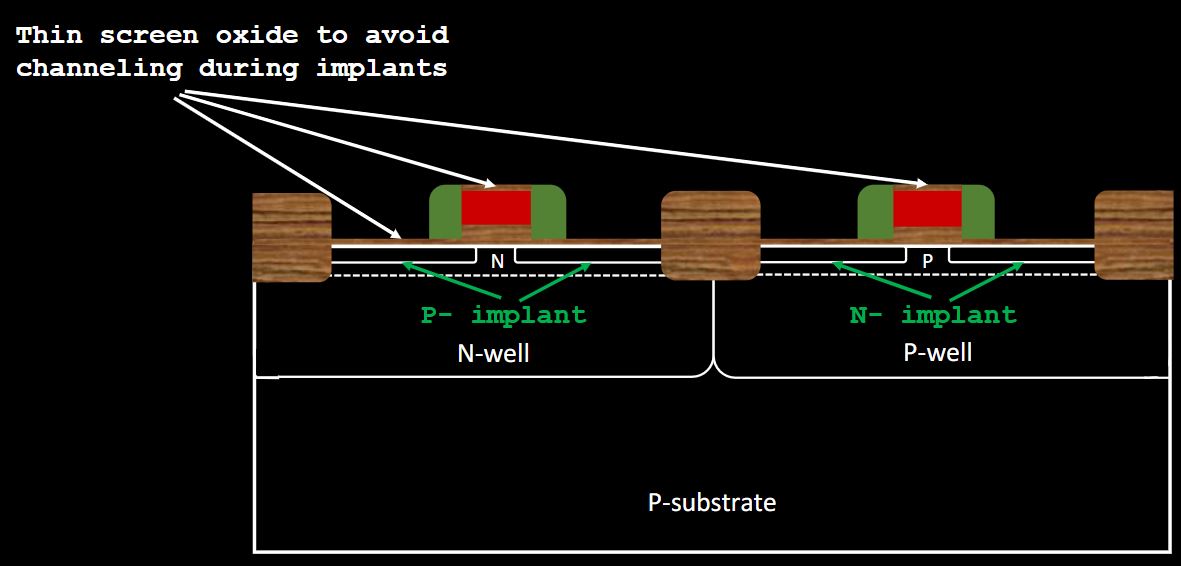 Thin screen oxide to avoid
channeling during implants
N
P
P- implant
N- implant
N-well
P-well
P-substrate